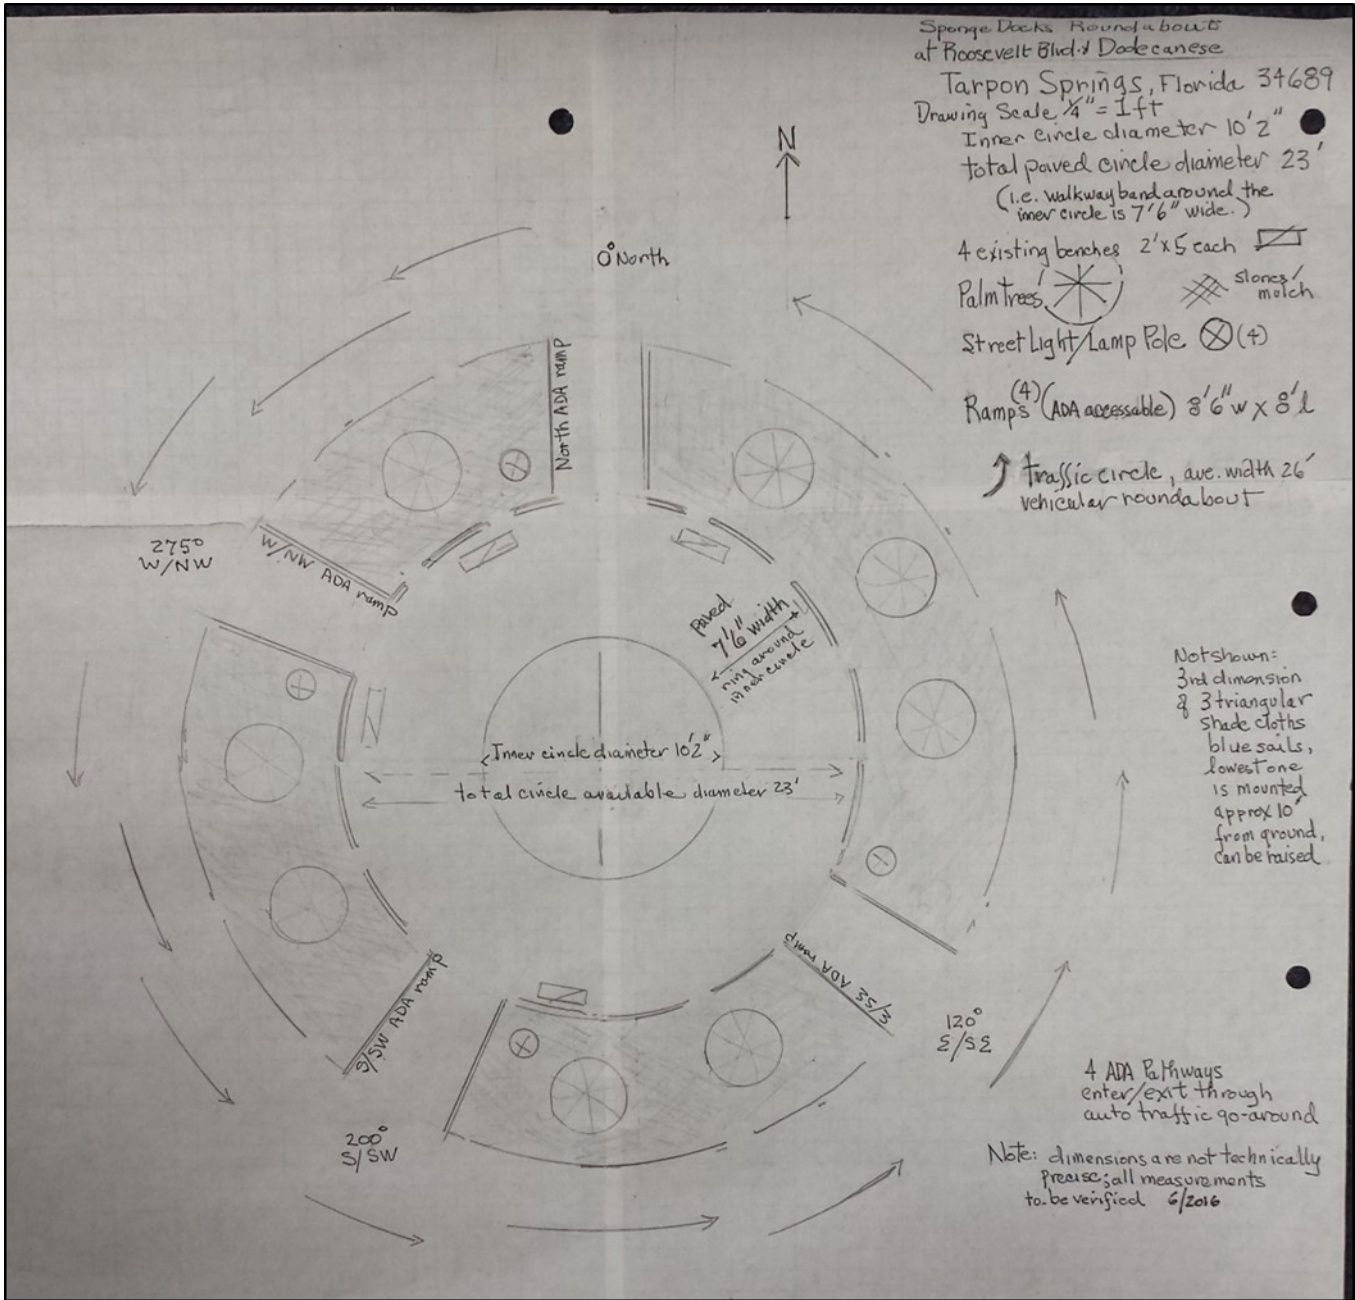 Sponge Docks Roundabout
at Roosevelt Blvd & Dodecanese
Tarpon Springs, Florida 34689
Drawing Scale 1/4" = 1ft
Inner circle diameter 10'2"
total paved circle diameter 23'
(i.e. walkway band around the
inner circle is 7'6" wide.)
4 existing benches 2'x5' each
Palm Trees
stones/
mulch
Street Light/Lamp Pole (4)
Ramps (4) (ADA accessable) 8'6"w x 8'l
traffic circle, ave. width 26'
vehicular roundabout
N
0° North
North ADA ramp
275°
W/NW
W/NW ADA ramp
paved
7'6" width
ring around
inner circle
Inner circle diameter 10'2"
total circle available diameter 23'
Not shown:
3rd dimension
& 3 triangular
shade cloths
blue sails,
lowest one
is mounted
approx 10'
from ground,
can be raised
S/SW ADA ramp
E/SE ADA ramp
120°
E/SE
200°
S/SW
4 ADA Pathways
enter/exit through
auto traffic go-around
Note: dimensions are not technically
precise; all measurements
to be verified 6/2016